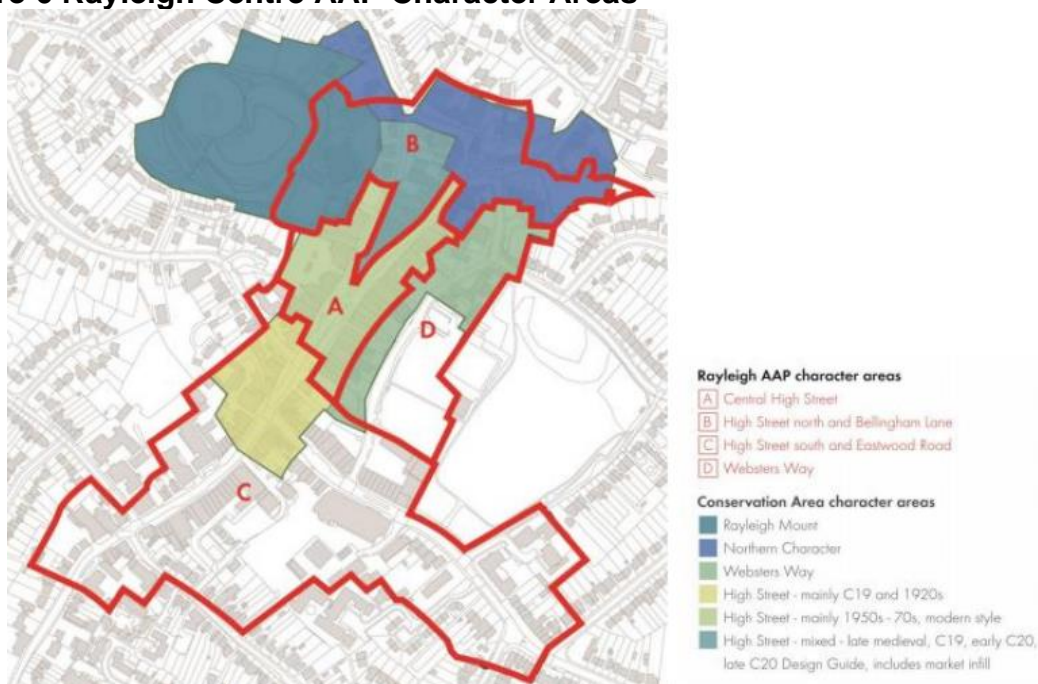 Rayleigh Centre AAP Character Areas
B
A
D
C
Rayleigh AAP character areas
A Central High Street
B High Street north and Bellingham Lane
C High Street south and Eastwood Road
D Websters Way
Conservation Area character areas
Rayleigh Mount
Northern Character
Websters Way
High Street - mainly C19 and 1920s
High Street - mainly 1950s - 70s, modern style
High Street - mixed - late medieval, C19, early C20,
late C20 Design Guide, includes market infill